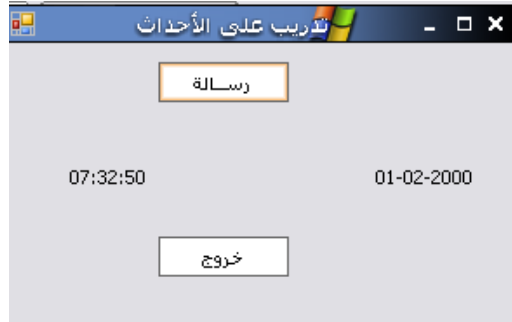 تدريب على الأحداث
رســالة
07:32:50
01-02-2000
خروج